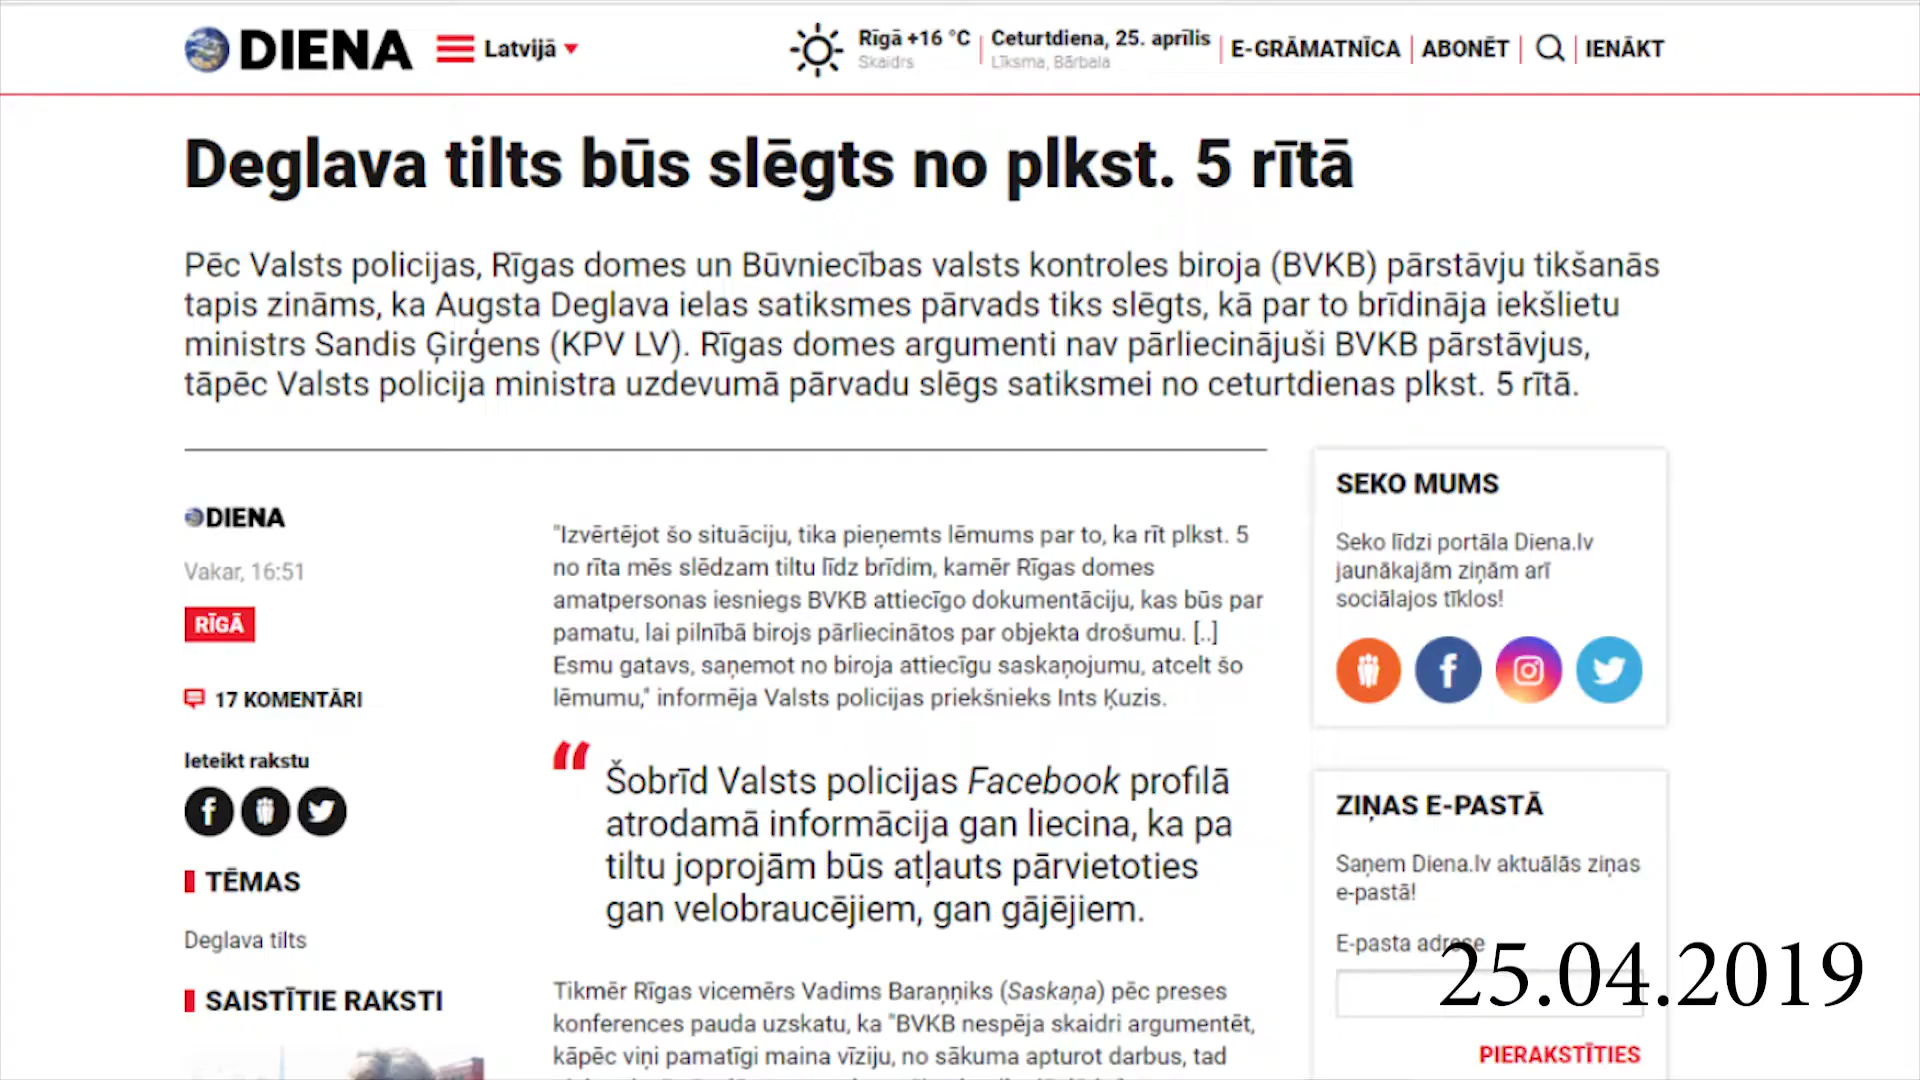 DIENA
Latvijā
Rīgā +16 °C
Skaidrs
Ceturtdiena, 25. aprīlis
Līksma, Bārbala
E-GRĀMATNĪCA
ABONĒT
IENĀKT
Deglava tilts būs slēgts no plkst. 5 rītā
Pēc Valsts policijas, Rīgas domes un Būvniecības valsts kontroles biroja (BVKB) pārstāvju tikšanās
tapis zināms, ka Augsta Deglava ielas satiksmes pārvads tiks slēgts, kā par to brīdināja iekšlietu
ministrs Sandis Ģirģens (KPV LV). Rīgas domes argumenti nav pārliecinājuši BVKB pārstāvjus,
tāpēc Valsts policija ministra uzdevumā pārvadu slēgs satiksmei no ceturtdienas plkst. 5 rītā.
DIENA
Vakar, 16:51
RĪGĀ
17 KOMENTĀRI
Ieteikt rakstu
TĒMAS
Deglava tilts
SAISTĪTIE RAKSTI
"Izvērtējot šo situāciju, tika pieņemts lēmums par to, ka rīt plkst. 5
no rīta mēs slēdzam tiltu līdz brīdim, kamēr Rīgas domes
amatpersonas iesniegs BVKB attiecīgo dokumentāciju, kas būs par
pamatu, lai pilnībā birojs pārliecinātos par objekta drošumu. [..]
Esmu gatavs, saņemot no biroja attiecīgu saskaņojumu, atcelt šo
lēmumu," informēja Valsts policijas priekšnieks Ints Ķuzis.
“ Šobrīd Valsts policijas Facebook profilā
atrodamā informācija gan liecina, ka pa
tiltu joprojām būs atļauts pārvietoties
gan velobraucējiem, gan gājējiem.
Tikmēr Rīgas vicemērs Vadims Baraņņiks (Saskaņa) pēc preses
konferences pauda uzskatu, ka "BVKB nespēja skaidri argumentēt,
kāpēc viņi pamatīgi maina vīziju, no sākuma apturot darbus, tad
SEKO MUMS
Seko līdzi portāla Diena.lv
jaunākajām ziņām arī
sociālajos tīklos!
ZIŅAS E-PASTĀ
Saņem Diena.lv aktuālās ziņas
e-pastā!
E-pasta adrese
25.04.2019
PIERAKSTĪTIES